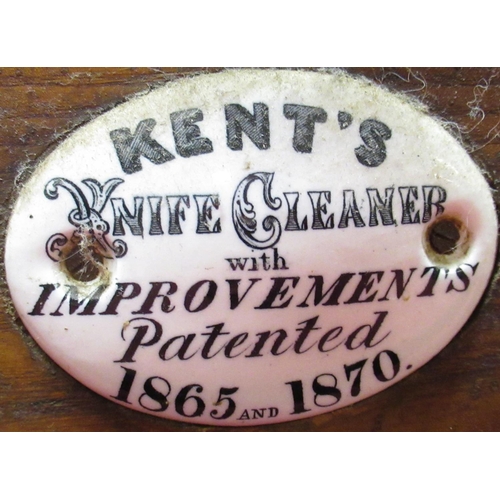 KENT'S
KNIFE CLEANER
with
IMPROVEMENTS
Patented
1865 AND 1870.